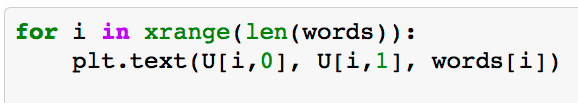 for i in xrange(len(words)):
    plt.text(U[i,0], U[i,1], words[i])